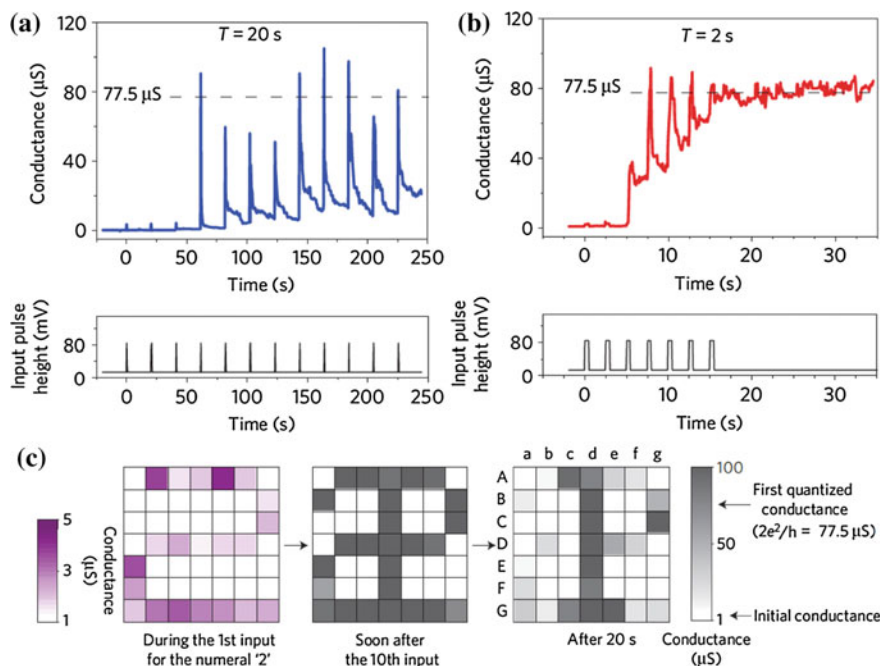 (a)
T = 20 s
120
80
40
0
77.5 μS
Conductance (μS)
0 50 100 150 200 250
Time (s)
Input pulse
height (mV)
80
0
0 50 100 150 200 250
Time (s)
(b)
T = 2 s
120
80
40
0
77.5 μS
Conductance (μS)
0 10 20 30
Time (s)
Input pulse
height (mV)
80
0
0 10 20 30
Time (s)
(c)
5
3
1
Conductance
(μS)
During the 1st input
for the numeral '2'
Soon after
the 10th input
a b c d e f g
A
B
C
D
E
F
G
After 20 s
100
50
1
Conductance
(μS)
First quantized
conductance
(2e²/h = 77.5 μS)
Initial conductance